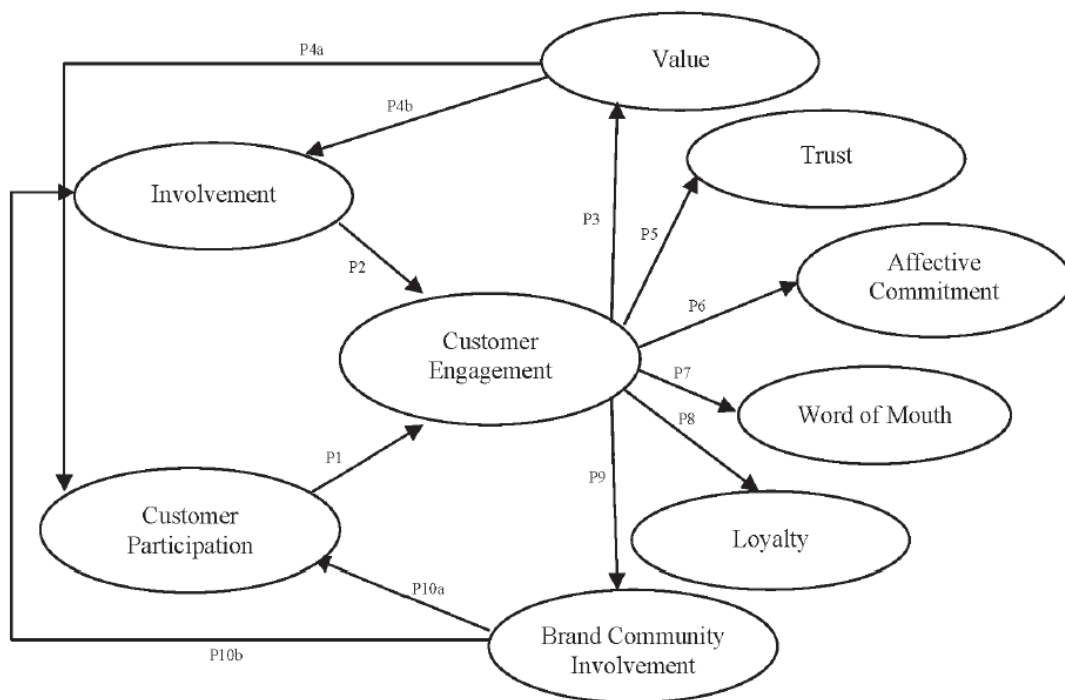 P4a
Value
P4b
Trust
Involvement
P3
P5
P2
Affective
Commitment
P6
Customer
Engagement
P7
Word of Mouth
P8
P1
P9
Customer
Participation
Loyalty
P10a
Brand Community
Involvement
P10b